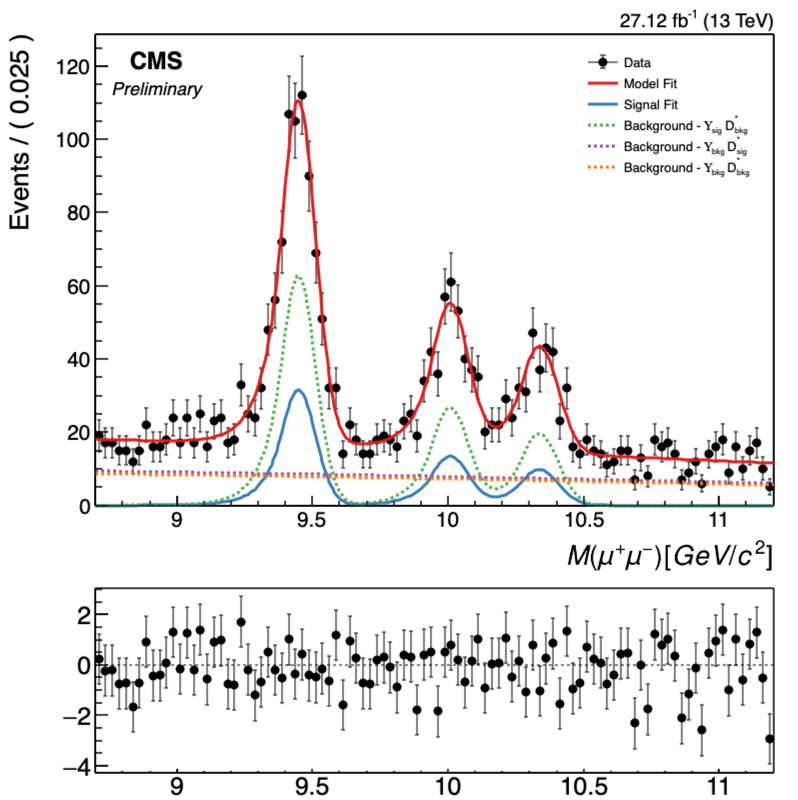 27.12 fb⁻¹ (13 TeV)
CMS
Preliminary
Data
Model Fit
Signal Fit
Background - ϒsig D*bkg
Background - ϒbkg D*sig
Background - ϒbkg D*bkg
Events / ( 0.025 )
120
100
80
60
40
20
0
9 9.5 10 10.5 11
M(μ⁺μ⁻)[GeV/c²]
2
0
−2
−4
9 9.5 10 10.5 11